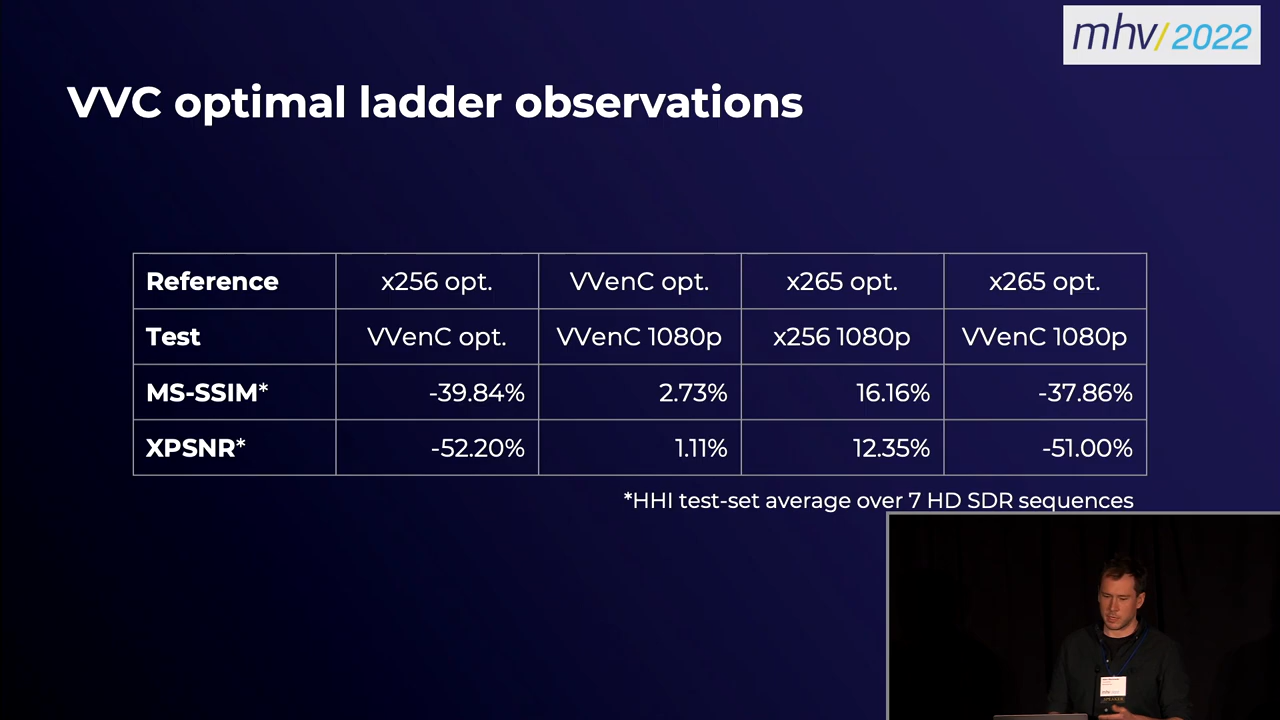 mhv/2022
VVC optimal ladder observations
Reference x256 opt. VVenC opt. x265 opt. x265 opt.
Test VVenC opt. VVenC 1080p x256 1080p VVenC 1080p
MS-SSIM* -39.84% 2.73% 16.16% -37.86%
XPSNR* -52.20% 1.11% 12.35% -51.00%
*HHI test-set average over 7 HD SDR sequences